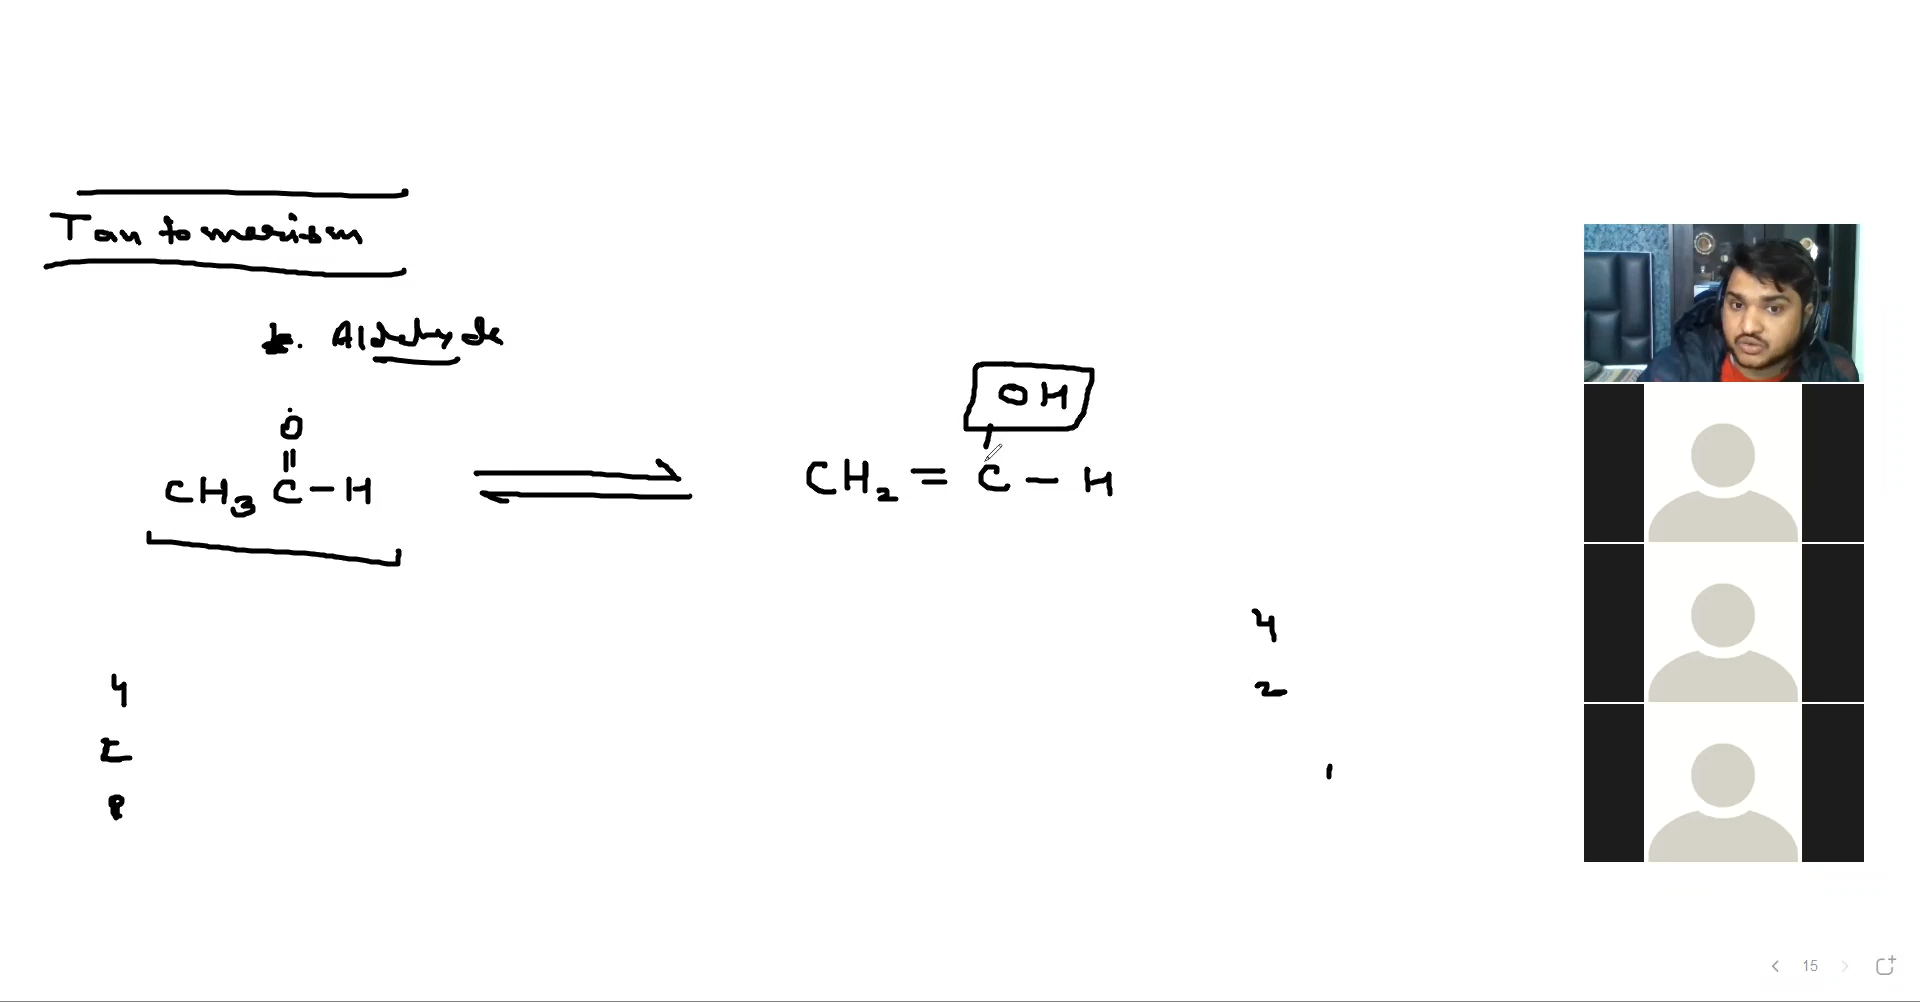 Tautomerism
Aldehyde
O
||
CH3 C-H
OH
CH2 = C - H
4
2
4
2
8
1
15